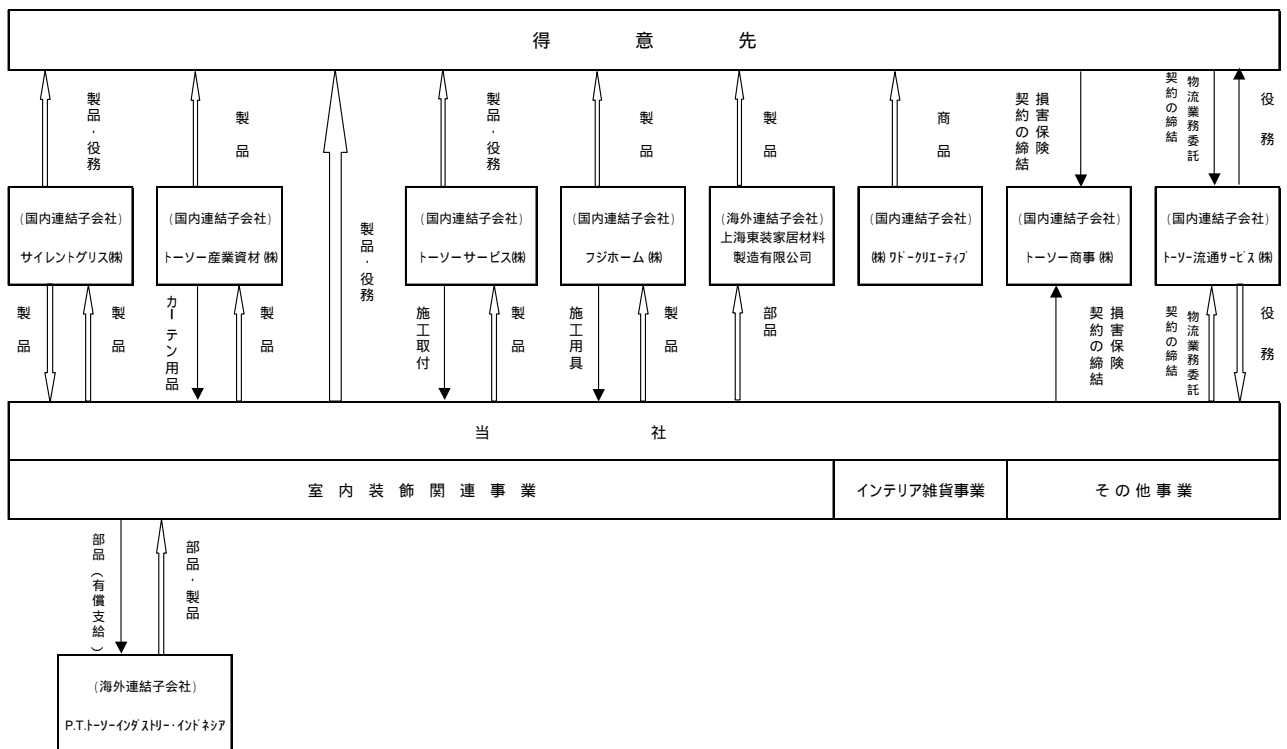 得意先
製品・役務
製品
製品・役務
製品・役務
製品
製品
商品
損害保険
契約の締結
物流業務委託
契約の締結
役務
(国内連結子会社)
サイレントグリス㈱
(国内連結子会社)
トーソー産業資材㈱
(国内連結子会社)
トーソーサービス㈱
(国内連結子会社)
フジホーム㈱
(海外連結子会社)
上海東装家居材料
製造有限公司
(国内連結子会社)
㈱サドークリエーティブ
(国内連結子会社)
トーソー商事㈱
(国内連結子会社)
トーソー流通サービス㈱
製品
製品
カーテン用品
製品
施工取付
製品
施工用具
製品
部品
損害保険
契約の締結
物流業務委託
契約の締結
役務
当社
室内装飾関連事業
インテリア雑貨事業
その他事業
部品(有償支給)
部品・製品
(海外連結子会社)
P.T.トーソーインダストリー・インドネシア